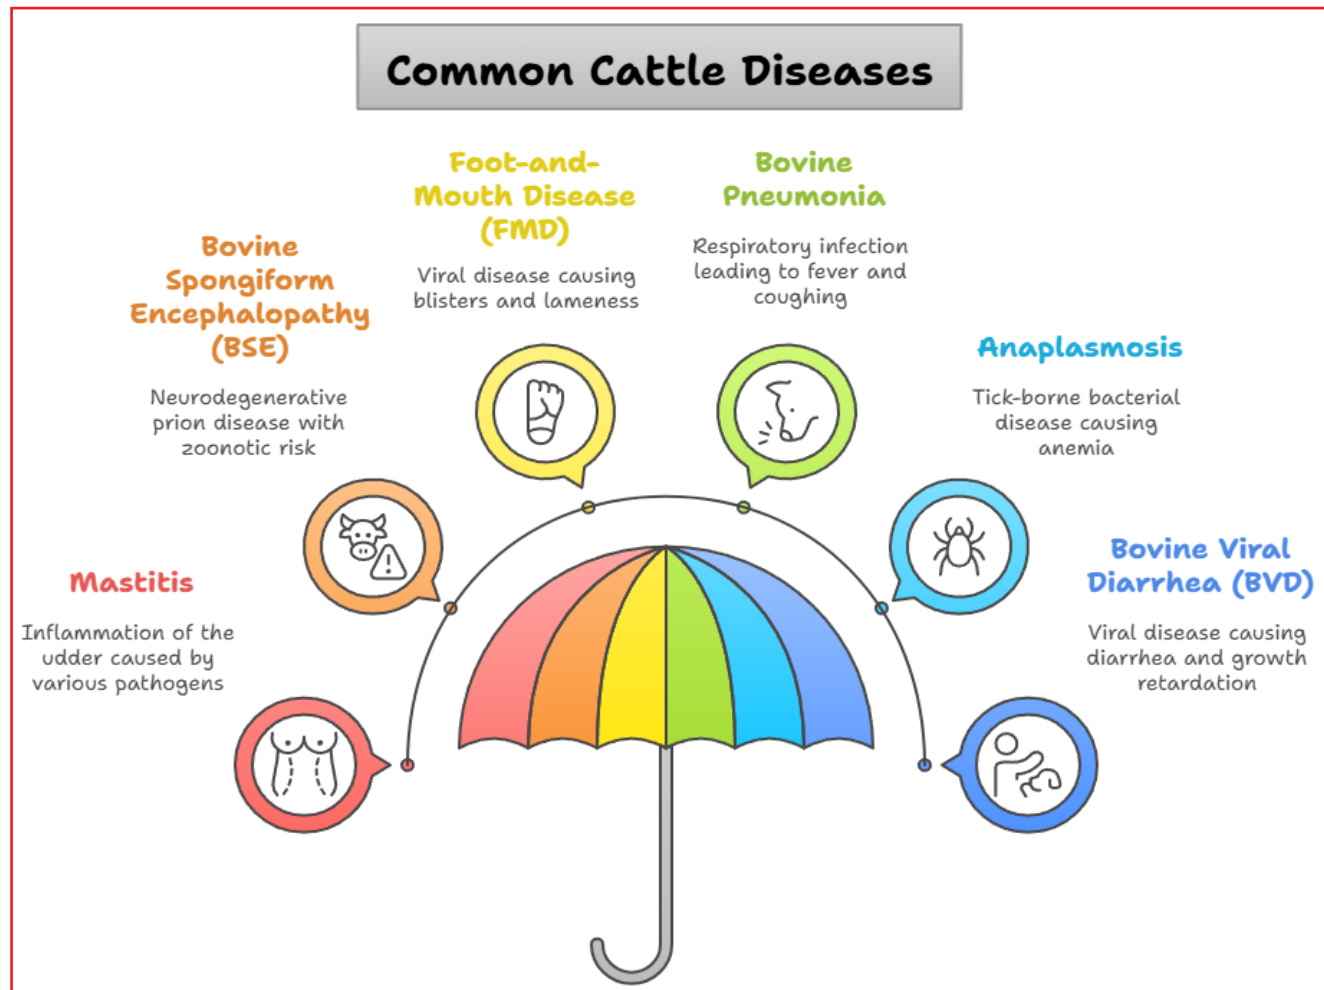 Common Cattle Diseases
Foot-and-
Mouth Disease
(FMD)
Viral disease causing
blisters and lameness
Bovine
Pneumonia
Respiratory infection
leading to fever and
coughing
Bovine
Spongiform
Encephalopathy
(BSE)
Neurodegenerative
prion disease with
zoonotic risk
Anaplasmosis
Tick-borne bacterial
disease causing
anemia
Mastitis
Inflammation of the
udder caused by
various pathogens
Bovine Viral
Diarrhea (BVD)
Viral disease causing
diarrhea and growth
retardation